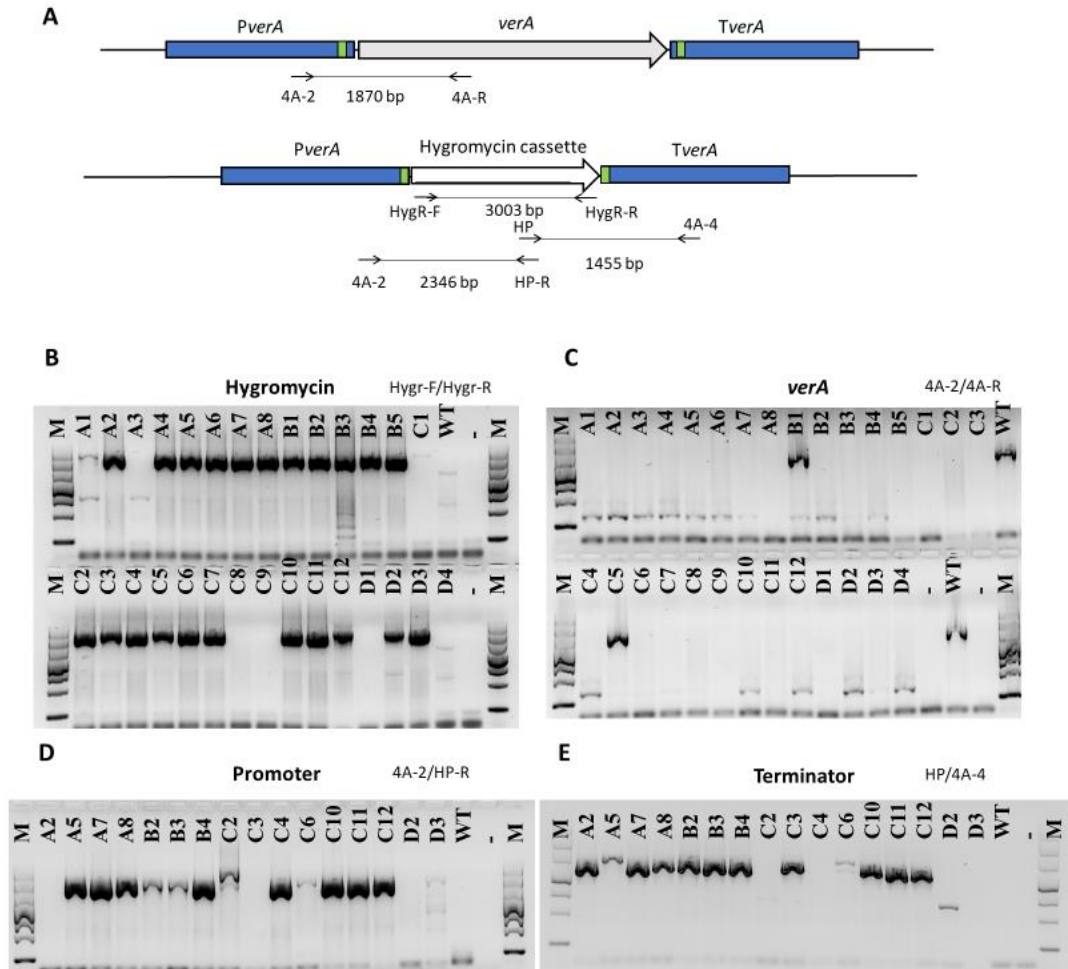 A
PverA verA TverA
4A-2 1870 bp 4A-R
PverA Hygromycin cassette TverA
HygR-F 3003 bp HygR-R
HP 4A-4
1455 bp
4A-2 2346 bp HP-R
B
Hygromycin Hygr-F/Hygr-R
M A1 A2 A3 A4 A5 A6 A7 A8 B1 B2 B3 B4 B5 C1 WT - M
M C2 C3 C4 C5 C6 C7 C8 C9 C10 C11 C12 D1 D2 D3 D4 - M
C
verA 4A-2/4A-R
M A1 A2 A3 A4 A5 A6 A7 A8 B1 B2 B3 B4 B5 C1 C2 C3 WT
M C4 C5 C6 C7 C8 C9 C10 C11 C12 D1 D2 D3 D4 - WT - M
D
Promoter 4A-2/HP-R
M A2 A5 A7 A8 B2 B3 B4 C2 C3 C4 C6 C10 C11 C12 D2 D3 WT - M
E
Terminator HP/4A-4
M A2 A5 A7 A8 B2 B3 B4 C2 C3 C4 C6 C10 C11 C12 D2 D3 WT - M